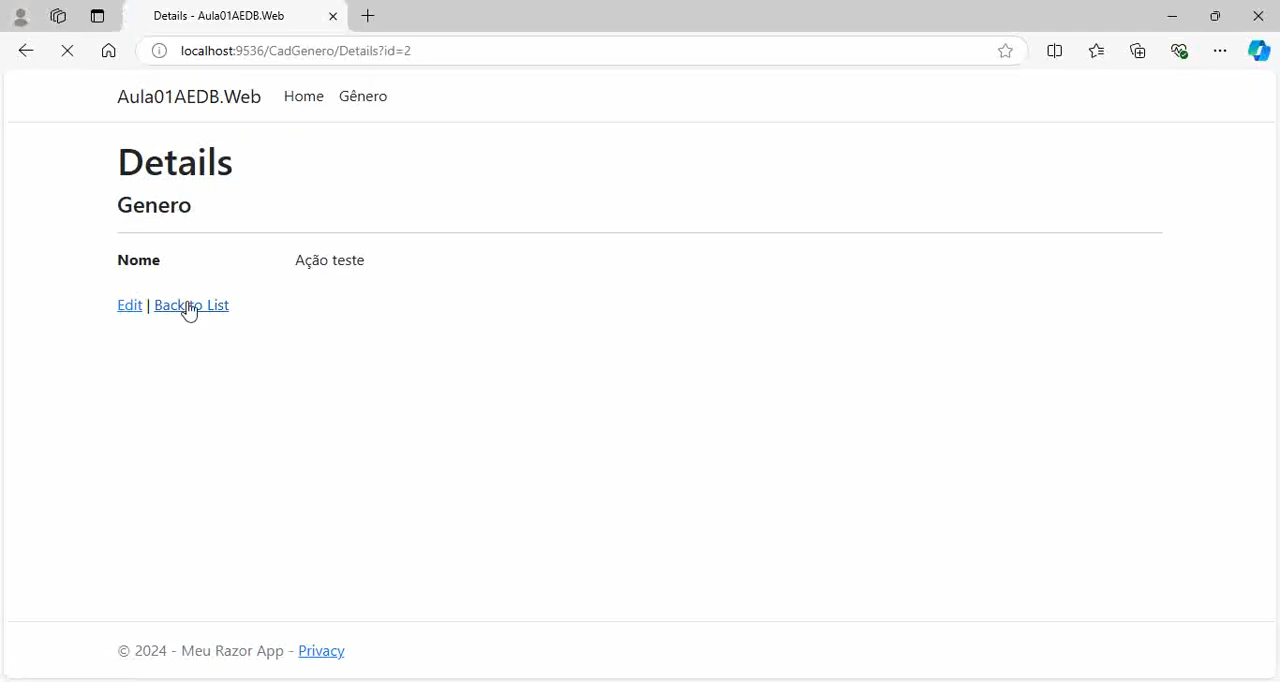 Details - Aula01AEDB.Web
localhost:9536/CadGenero/Details?id=2
Aula01AEDB.Web Home Gênero
Details
Genero
Nome Ação teste
Edit | Back to List
© 2024 - Meu Razor App - Privacy